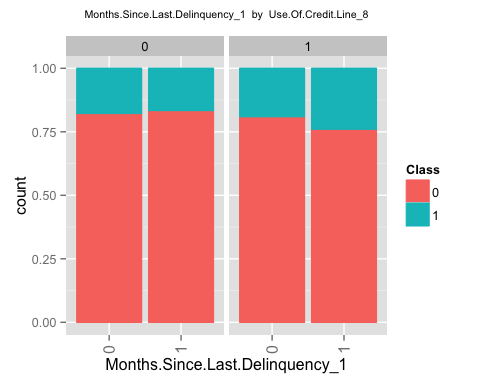 Months.Since.Last.Delinquency_1 by Use.Of.Credit.Line_8
0 1
1.00
0.75
0.50
0.25
0.00
count
0 1 0 1
Months.Since.Last.Delinquency_1
Class
0
1